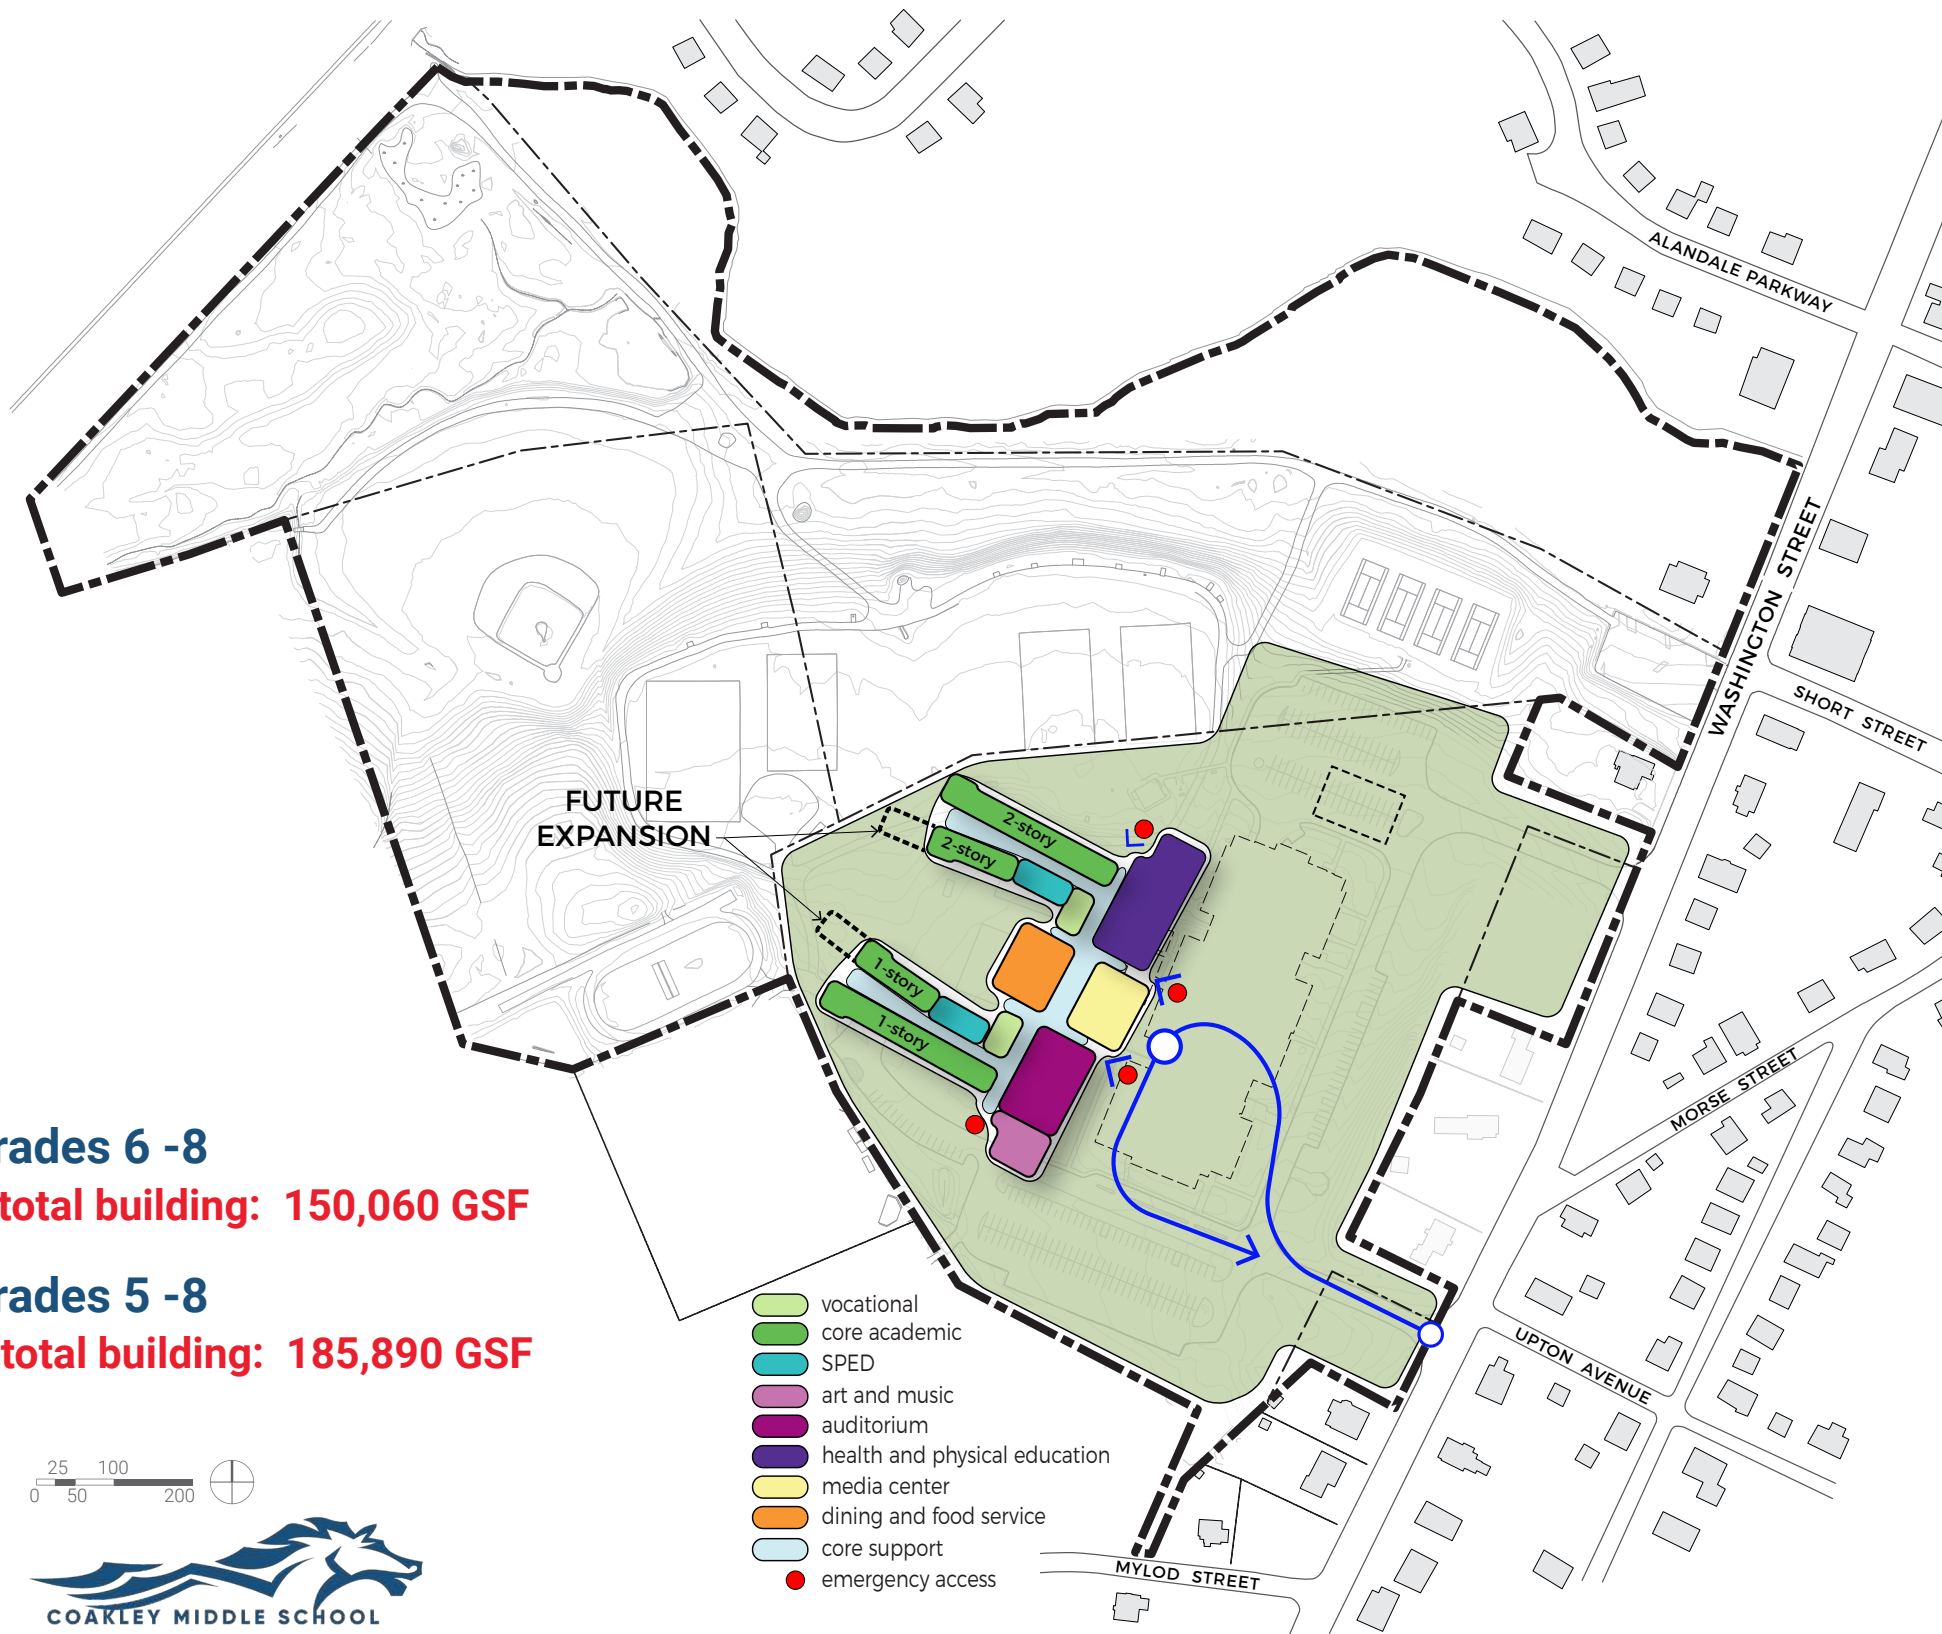 ALANDALE PARKWAY
WASHINGTON STREET
SHORT STREET
FUTURE
EXPANSION
2-story
2-story
1-story
1-story
MORSE STREET
rades 6 -8
total building: 150,060 GSF
rades 5 -8
total building: 185,890 GSF
UPTON AVENUE
vocational
core academic
SPED
art and music
auditorium
health and physical education
media center
dining and food service
core support
emergency access
25 100
0 50 200
MYLOD STREET
COAKLEY MIDDLE SCHOOL